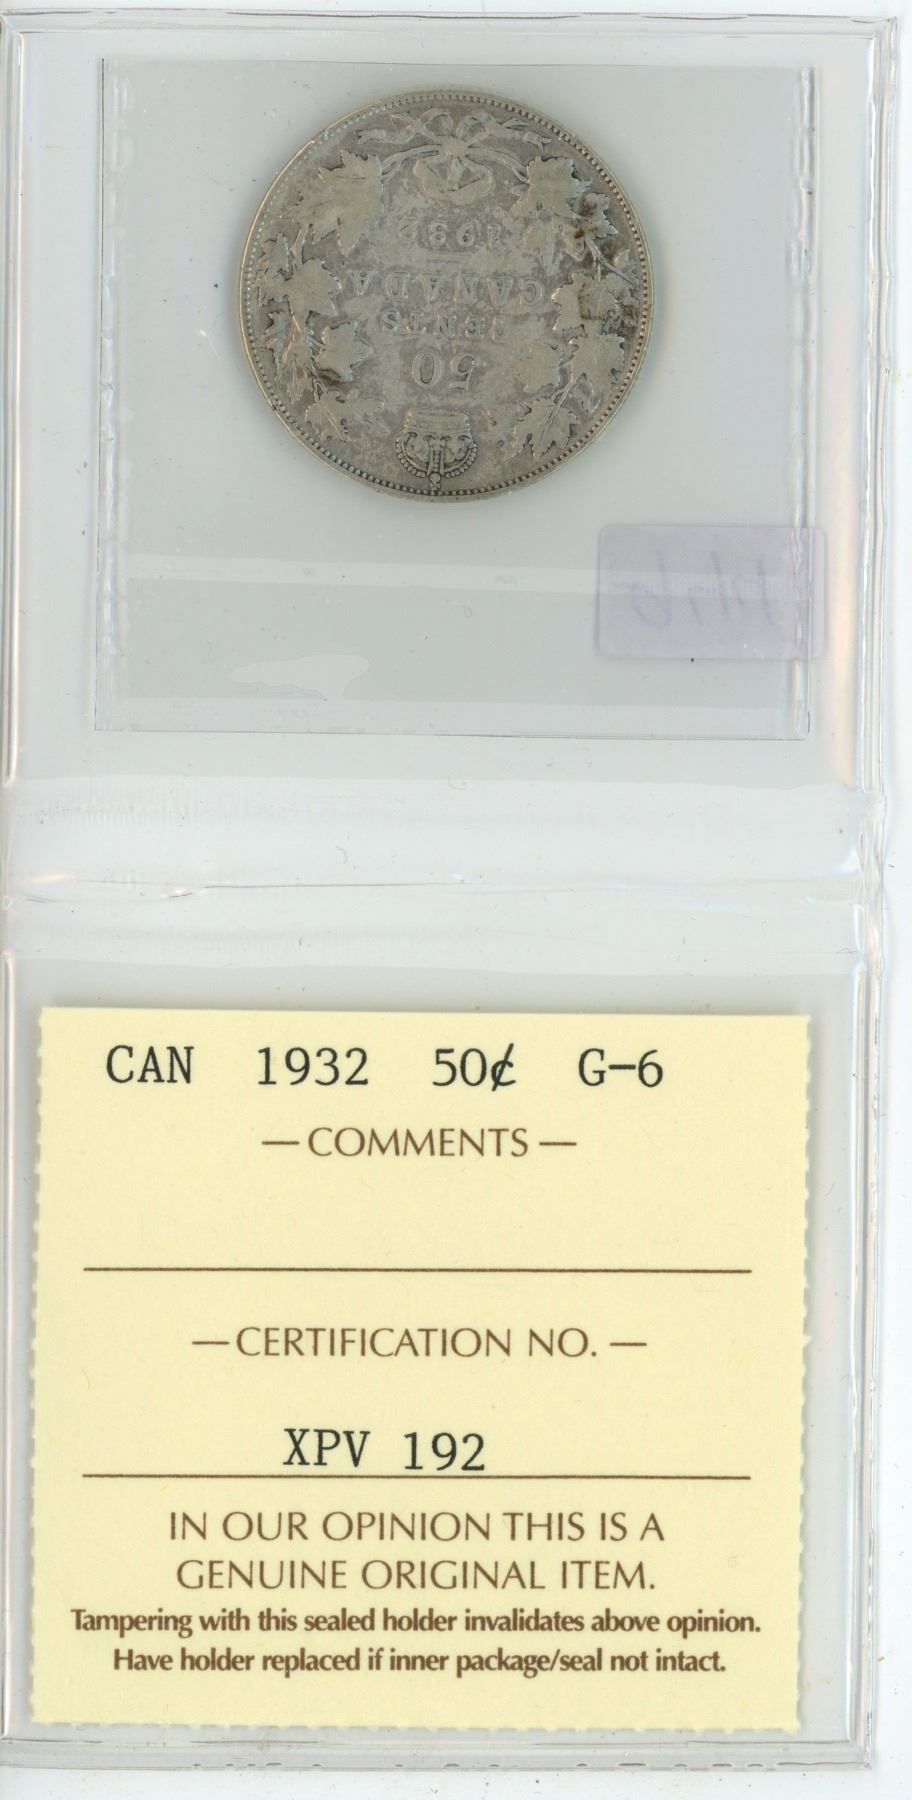 50
CENTS
CANADA
1932
CAN 1932 50¢ G-6
— COMMENTS —
— CERTIFICATION NO. —
XPV 192
IN OUR OPINION THIS IS A
GENUINE ORIGINAL ITEM.
Tampering with this sealed holder invalidates above opinion.
Have holder replaced if inner package/seal not intact.